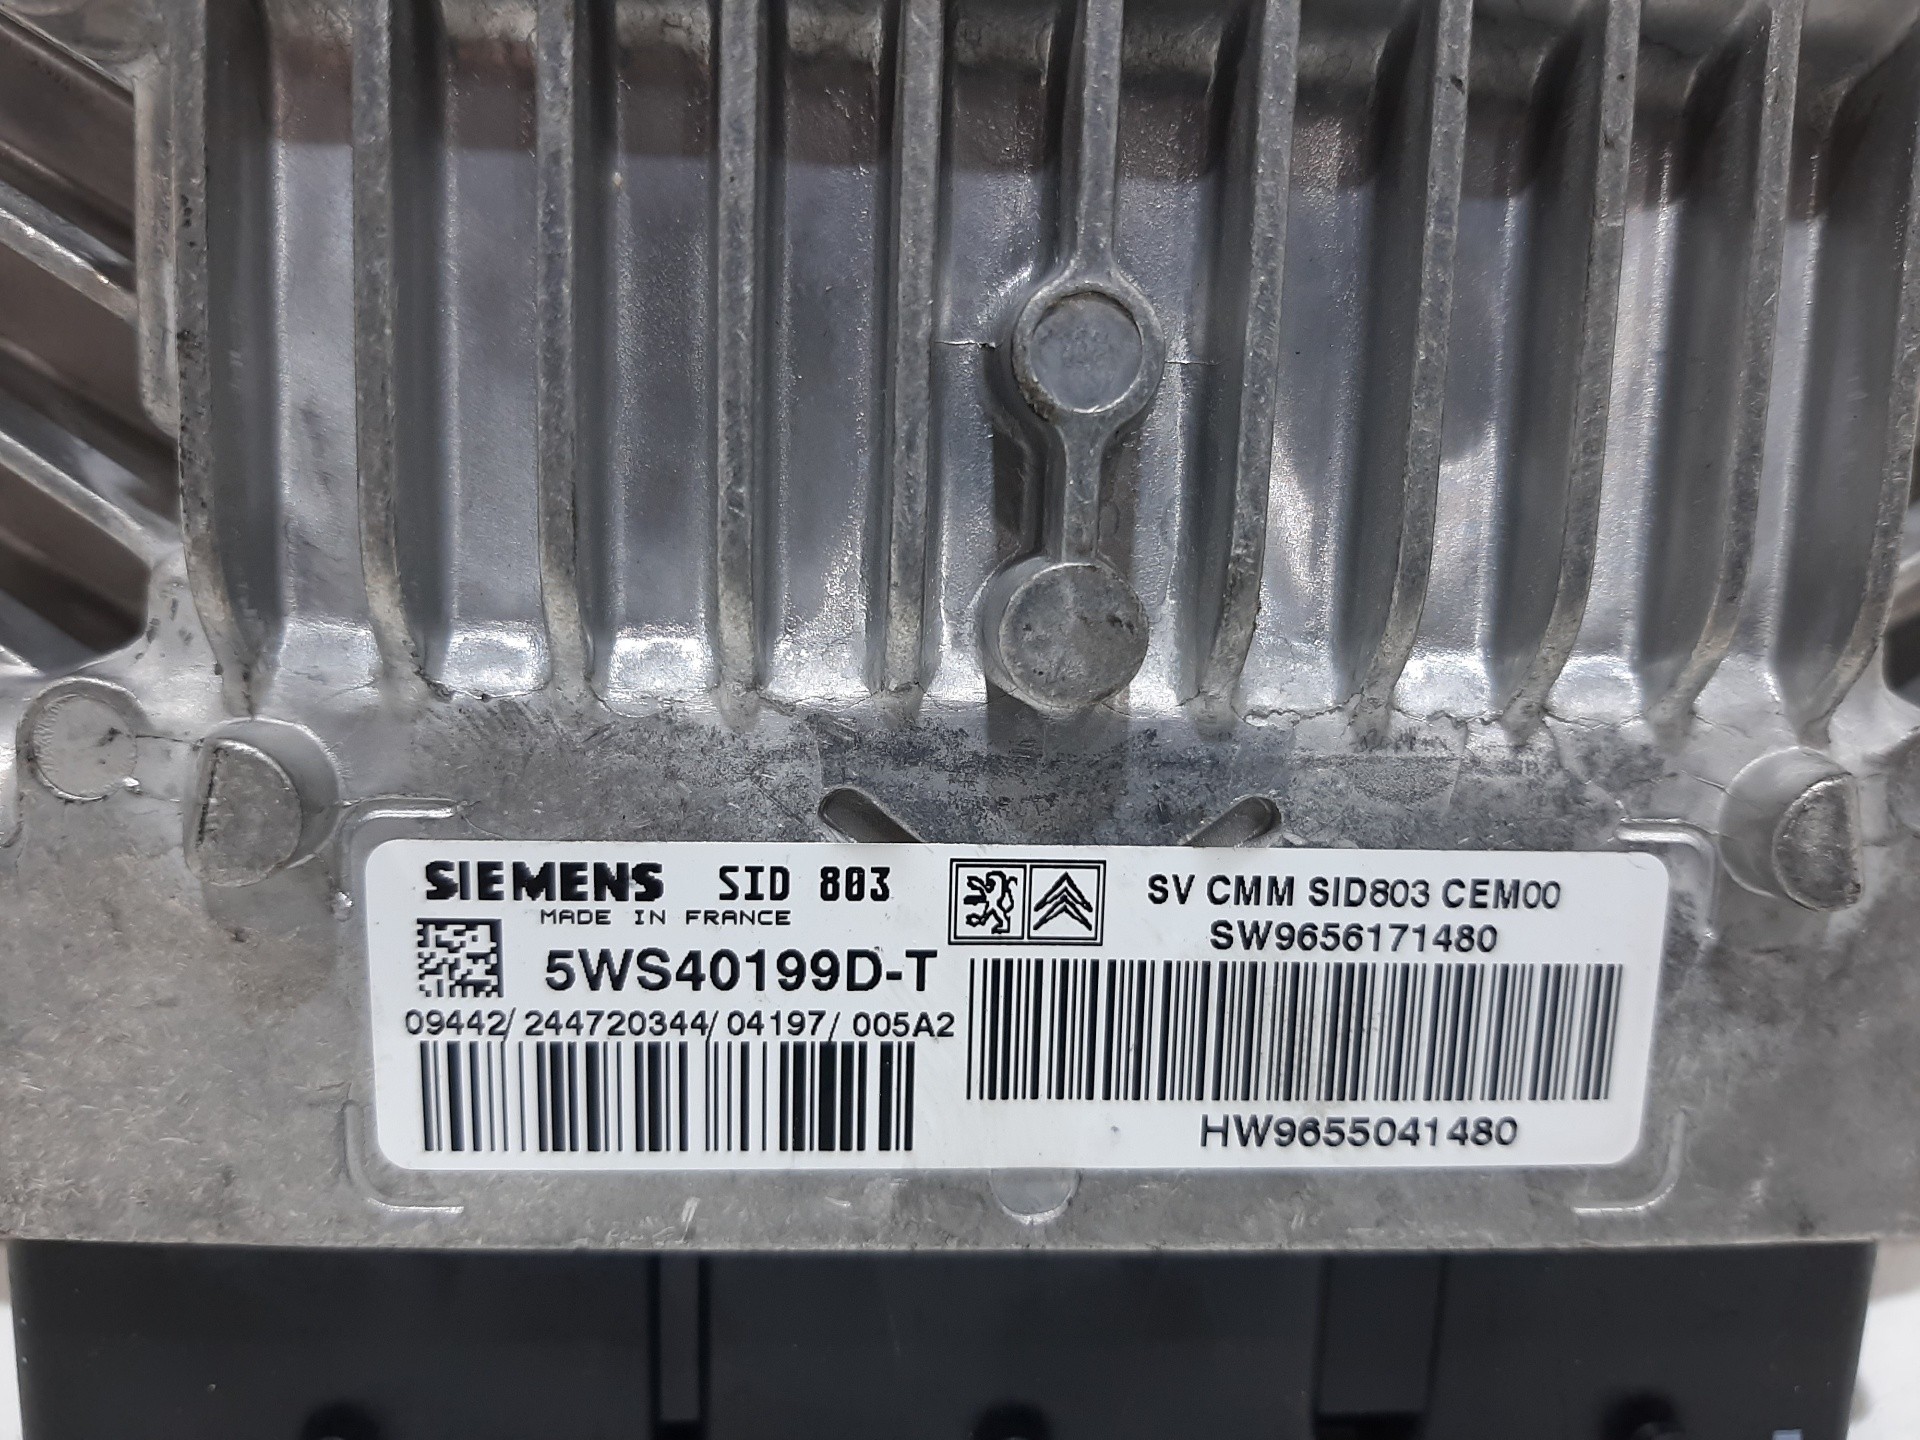 SIEMENS SID 803
MADE IN FRANCE
5WS40199D-T
09442/244720344/04197/005A2
SV CMM SID803 CEM00
SW9656171480
HW9655041480